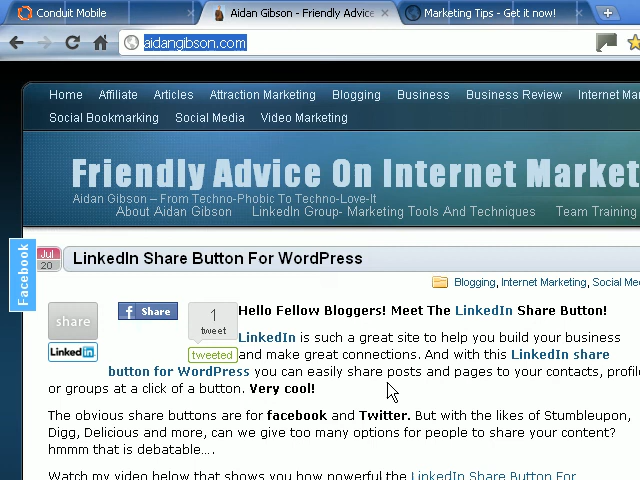 Conduit Mobile
Aidan Gibson - Friendly Advice
Marketing Tips - Get it now!
aidangibson.com
Home Affiliate Articles Attraction Marketing Blogging Business Business Review Internet Mar
Social Bookmarking Social Media Video Marketing
Friendly Advice On Internet Market
Aidan Gibson – From Techno-Phobic To Techno-Love-It
About Aidan Gibson LinkedIn Group- Marketing Tools And Techniques Team Training
Facebook
Jul
20
LinkedIn Share Button For WordPress
Blogging, Internet Marketing, Social Me
share
Linked in
Share
1
tweet
tweeted
Hello Fellow Bloggers! Meet The LinkedIn Share Button!
LinkedIn is such a great site to help you build your business
and make great connections. And with this LinkedIn share
button for WordPress you can easily share posts and pages to your contacts, profile
or groups at a click of a button. Very cool!
The obvious share buttons are for facebook and Twitter. But with the likes of Stumbleupon,
Digg, Delicious and more, can we give too many options for people to share your content?
hmmm that is debatable....
Watch my video below that shows you how powerful the LinkedIn Share Button For